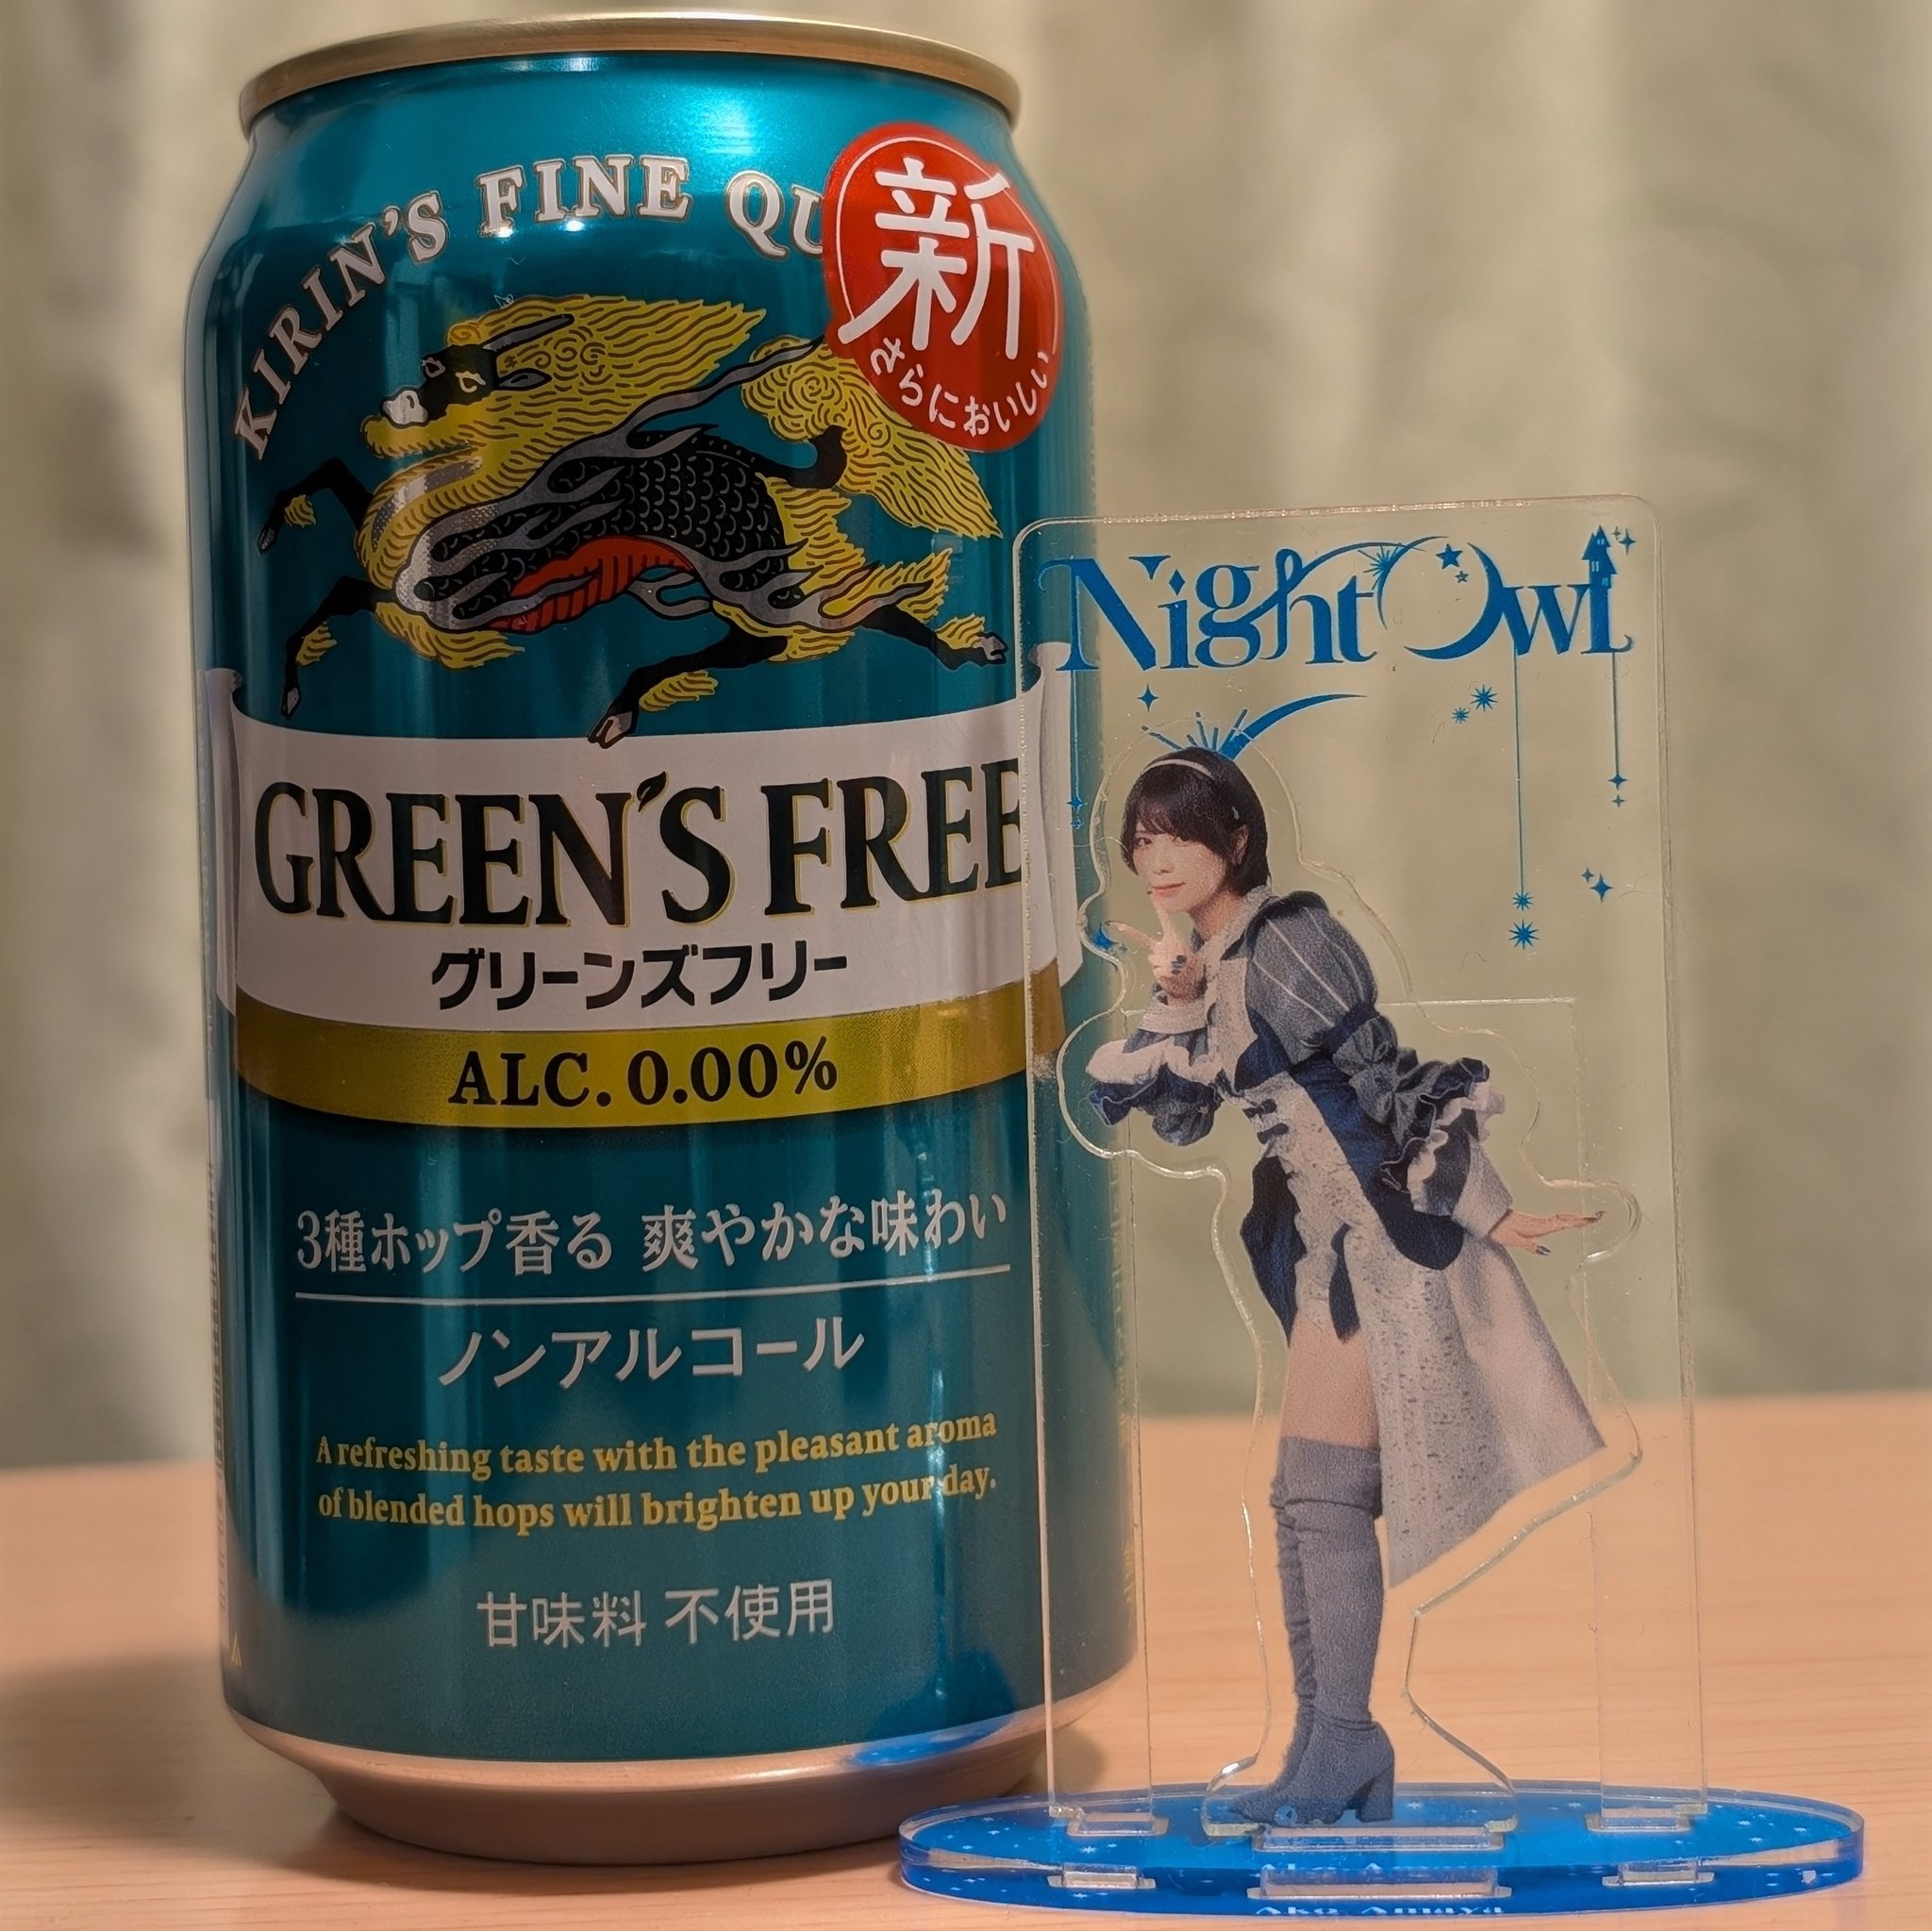 KIRIN'S FINE QU
新
さらにおいしい
GREEN'S FREE
グリーンズフリー
ALC. 0.00%
3種ホップ香る 爽やかな味わい
ノンアルコール
A refreshing taste with the pleasant aroma
of blended hops will brighten up your day.
甘味料 不使用
Night Owl
Ako Amaya